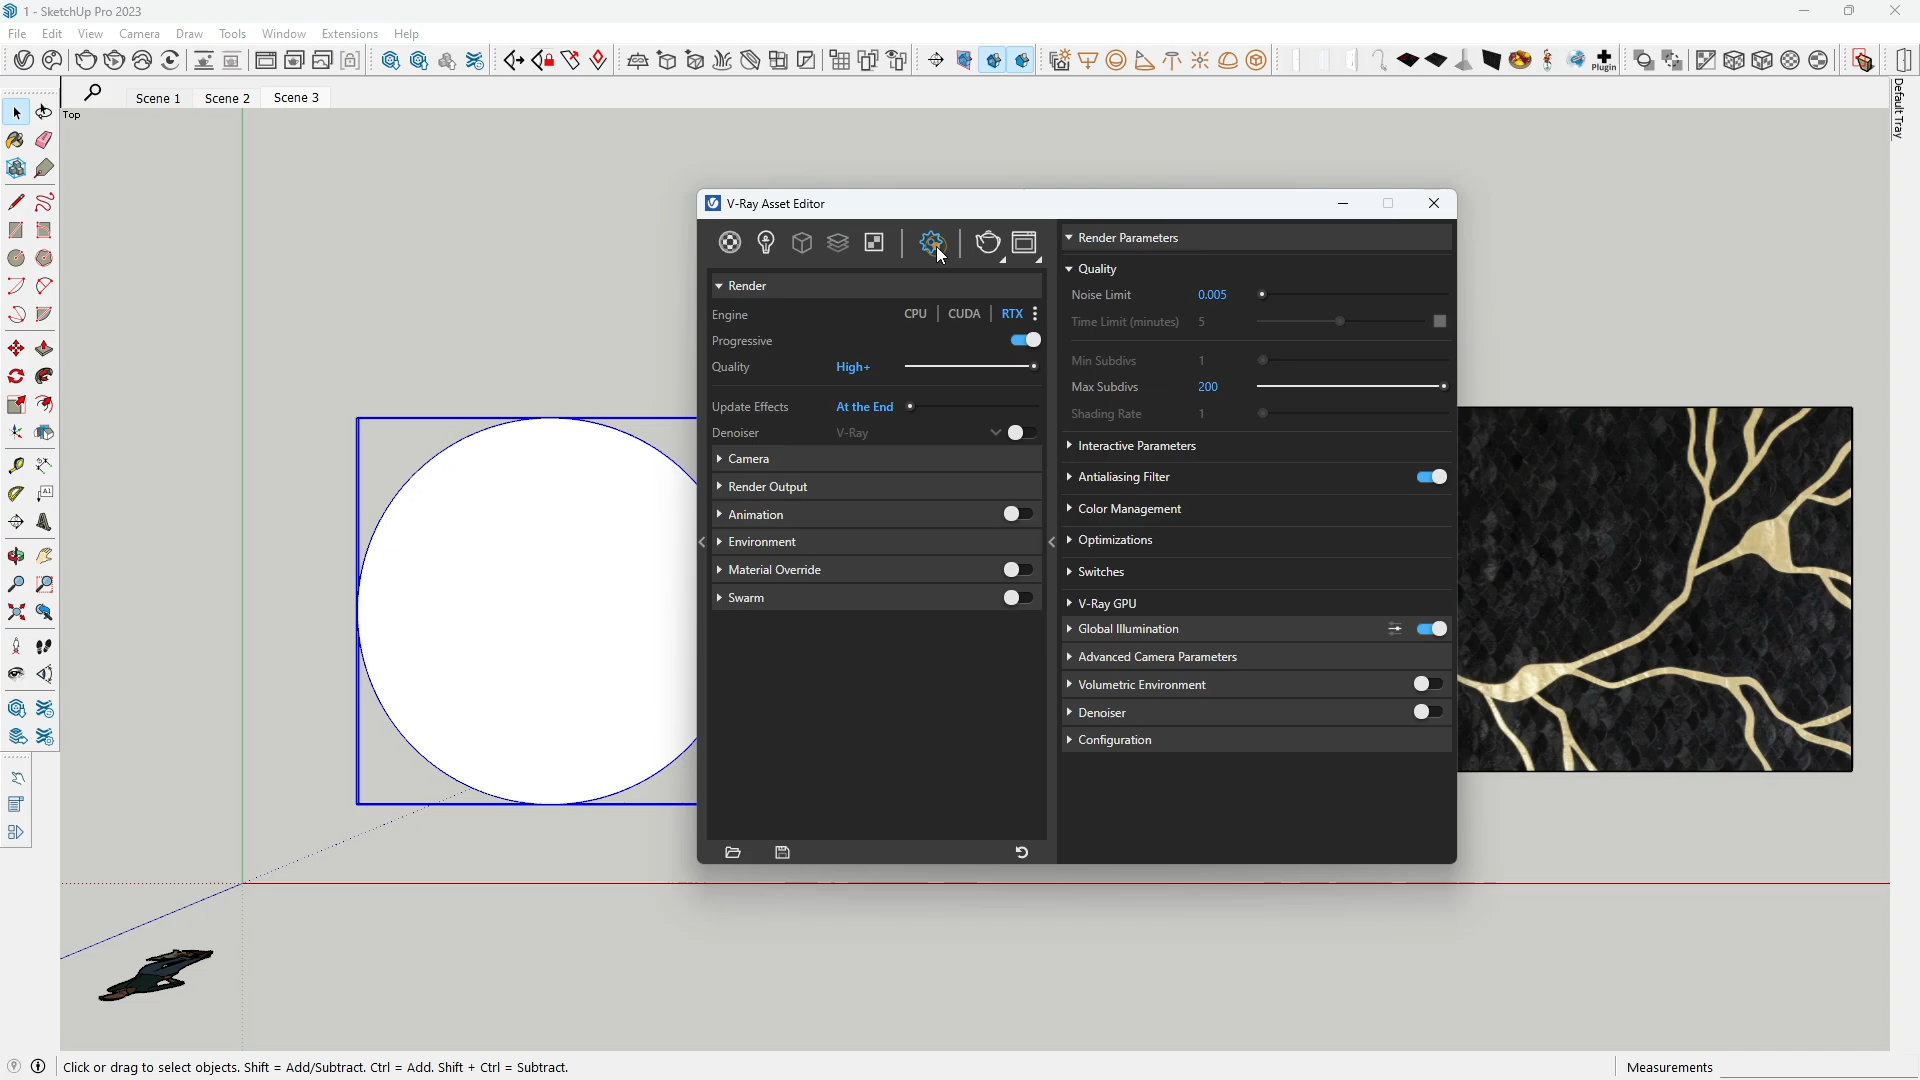 1 - SketchUp Pro 2023
File Edit View Camera Draw Tools Window Extensions Help
Plugin
Scene 1 Scene 2 Scene 3
Default Tray
Top
A1
V-Ray Asset Editor
Render
Engine CPU CUDA RTX
Progressive
Quality High+
Update Effects At the End
Denoiser V-Ray
Camera
Render Output
Animation
Environment
Material Override
Swarm
Render Parameters
Quality
Noise Limit 0.005
Time Limit (minutes) 5
Min Subdivs 1
Max Subdivs 200
Shading Rate 1
Interactive Parameters
Antialiasing Filter
Color Management
Optimizations
Switches
V-Ray GPU
Global Illumination
Advanced Camera Parameters
Volumetric Environment
Denoiser
Configuration
Click or drag to select objects. Shift = Add/Subtract. Ctrl = Add. Shift + Ctrl = Subtract.
Measurements